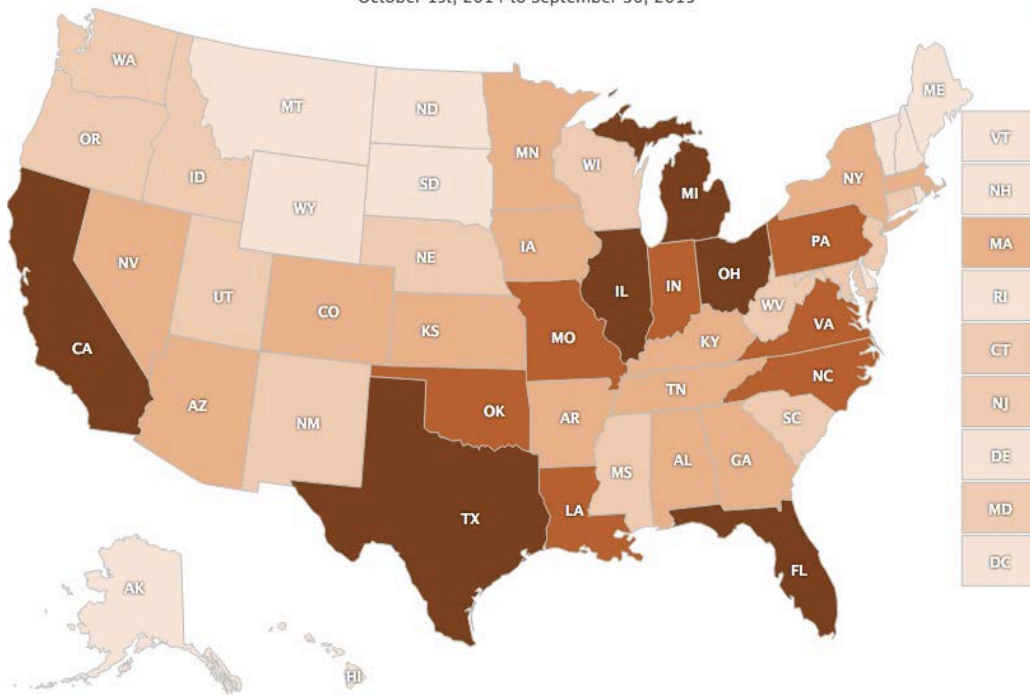 October 1st, 2014 to September 30, 2015
WA
MT
ND
ME
OR
MN
VT
ID
WI
SD
MI
NY
NH
WY
IA
PA
MA
NE
NV
OH
IL
IN
RI
UT
CO
WV
VA
KS
MO
KY
CT
CA
NC
TN
NJ
AZ
OK
AR
NM
SC
DE
MS
AL
GA
LA
MD
TX
DC
FL
AK
HI